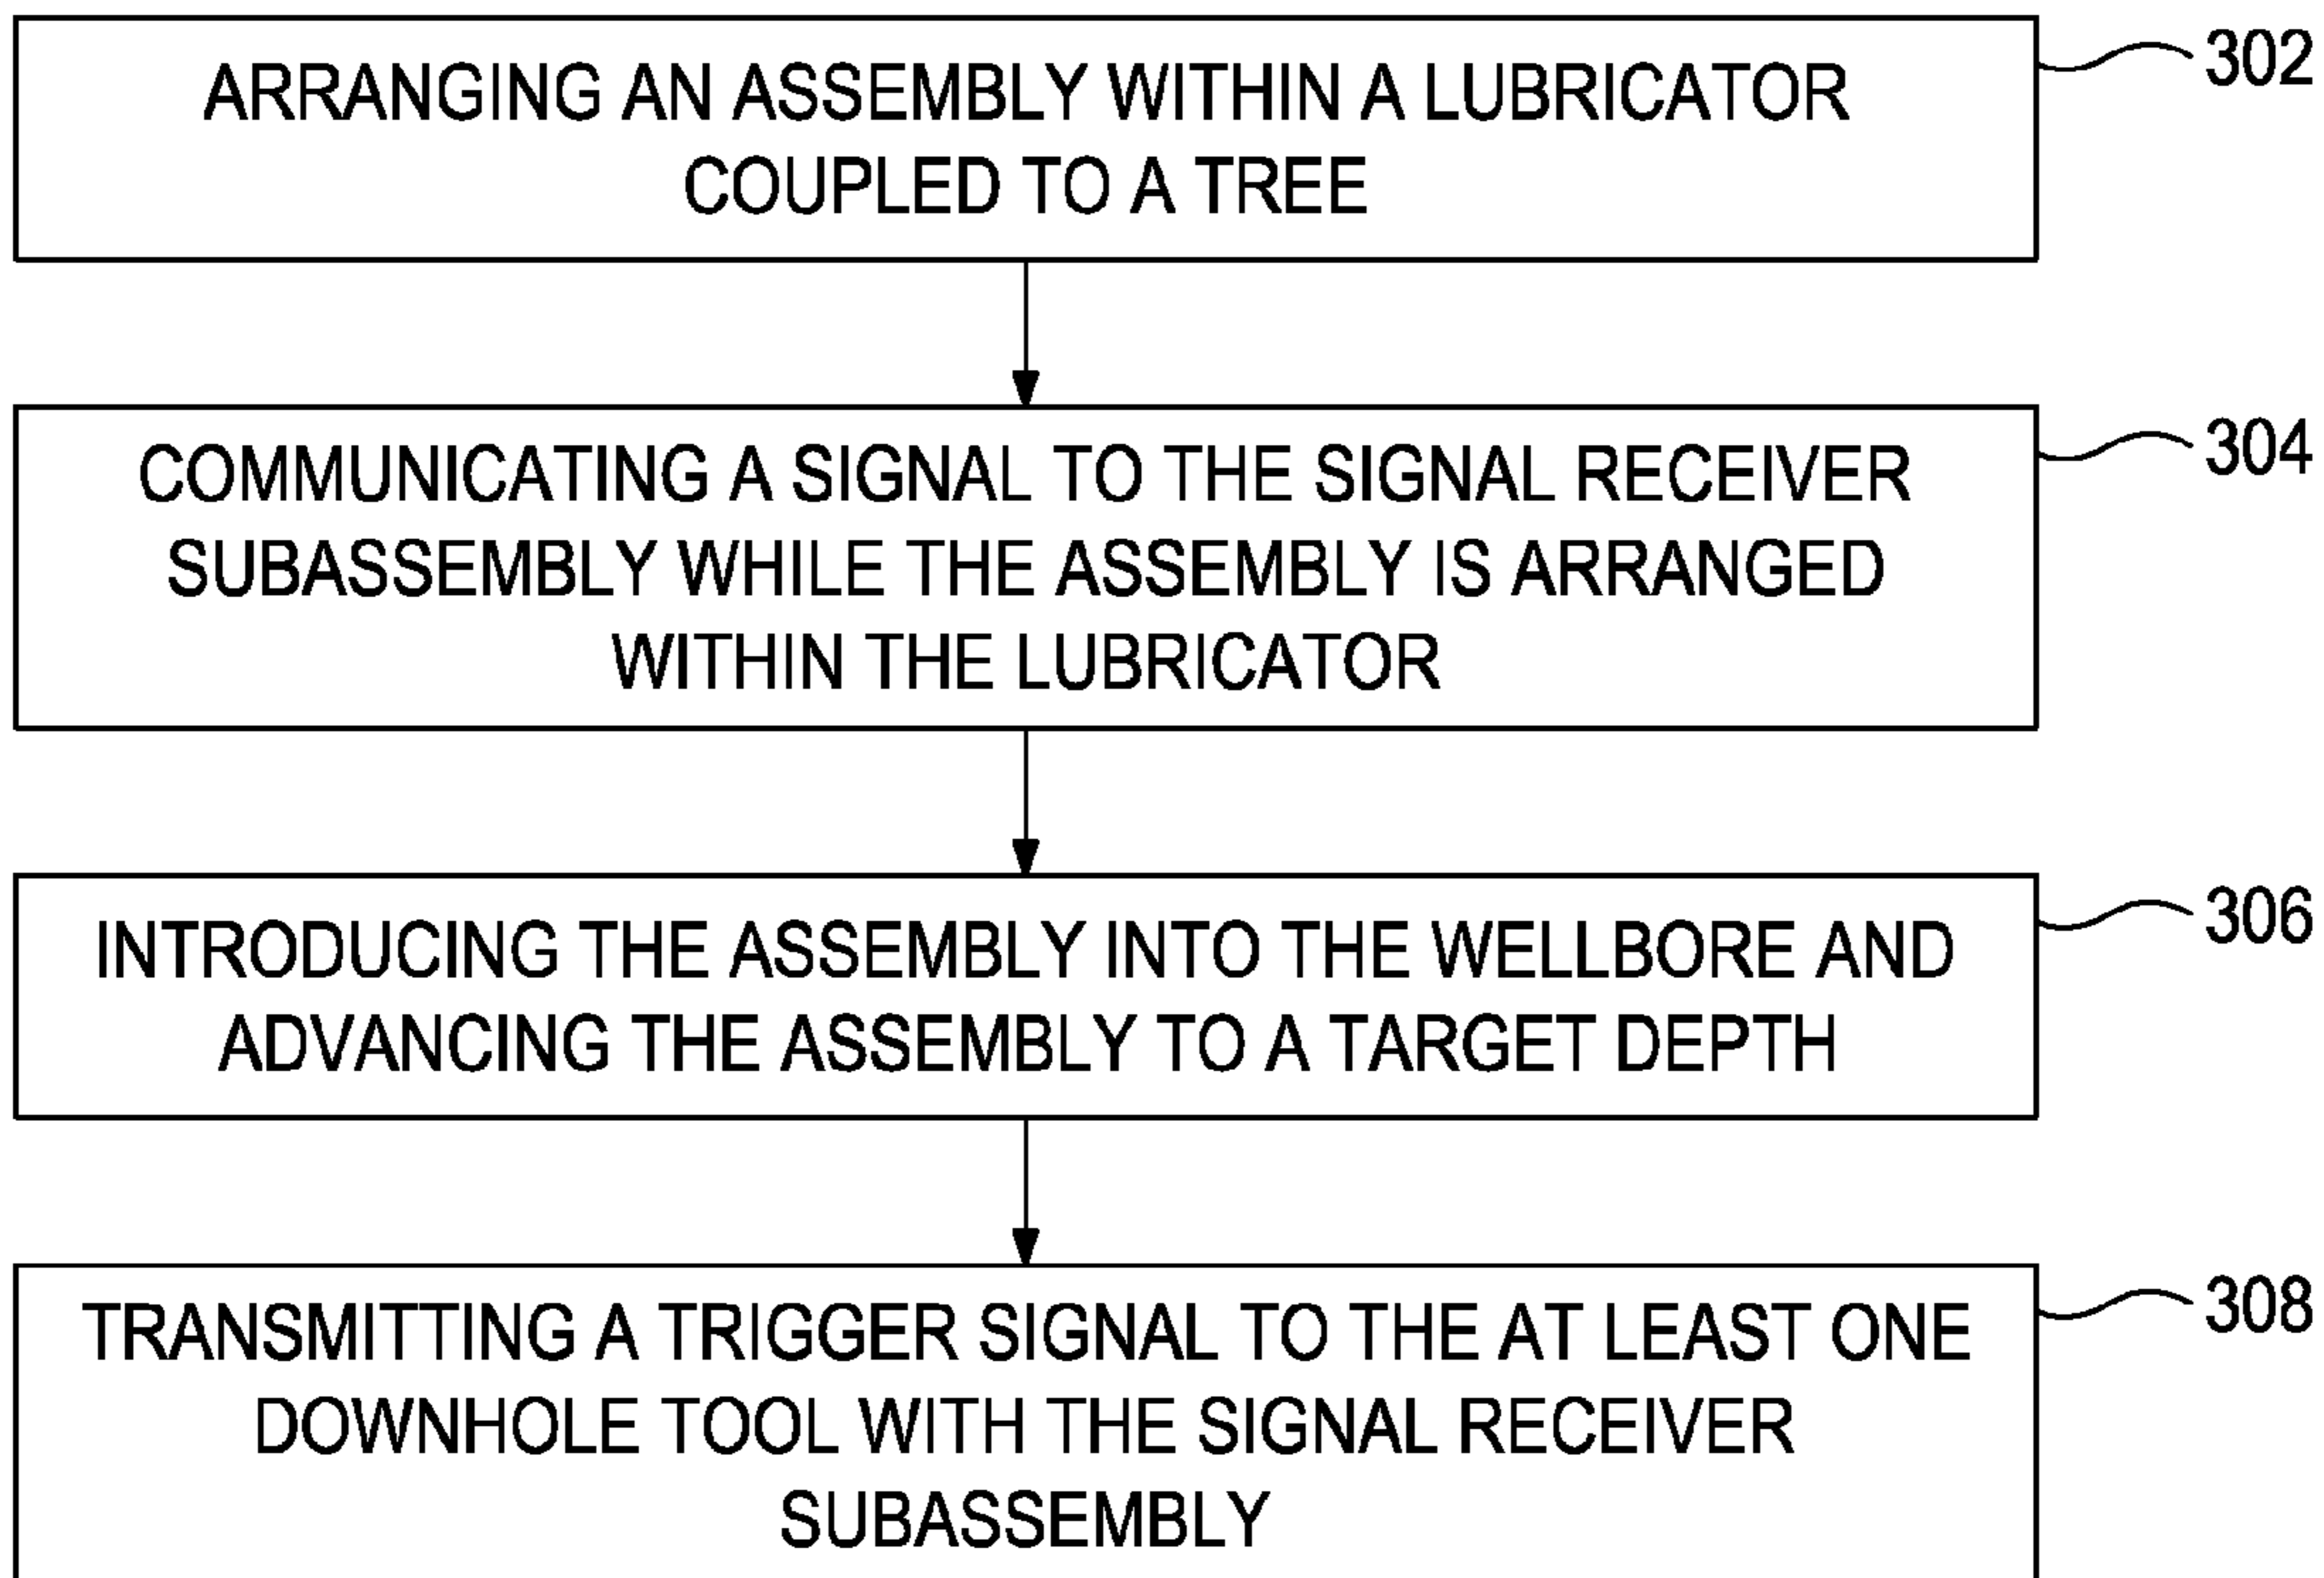 ARRANGING AN ASSEMBLY WITHIN A LUBRICATOR
COUPLED TO A TREE
302
COMMUNICATING A SIGNAL TO THE SIGNAL RECEIVER
SUBASSEMBLY WHILE THE ASSEMBLY IS ARRANGED
WITHIN THE LUBRICATOR
304
INTRODUCING THE ASSEMBLY INTO THE WELLBORE AND
ADVANCING THE ASSEMBLY TO A TARGET DEPTH
306
TRANSMITTING A TRIGGER SIGNAL TO THE AT LEAST ONE
DOWNHOLE TOOL WITH THE SIGNAL RECEIVER
SUBASSEMBLY
308